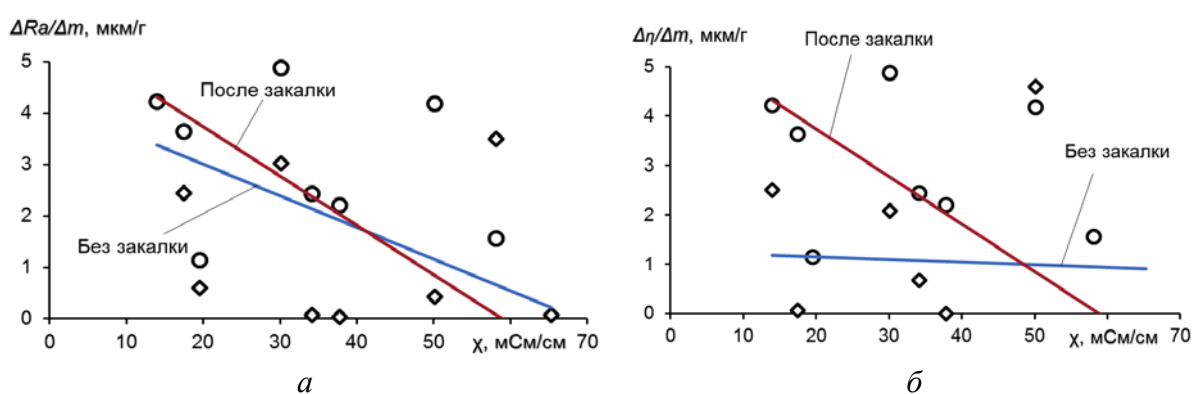 ΔRa/Δm, мкм/г
5
4
3
2
1
0
0
10
20
30
40
50
χ, мСм/см
70
После закалки
Без закалки
а
Δη/Δm, мкм/г
5
4
3
2
1
0
0
10
20
30
40
50
χ, мСм/см
70
После закалки
Без закалки
б